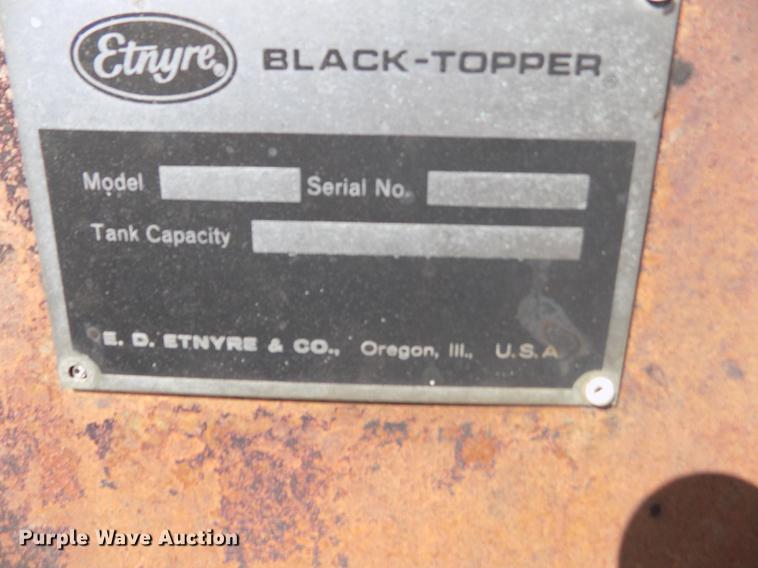 Etnyre® BLACK-TOPPER®
Model Serial No.
Tank Capacity
E. D. ETNYRE & CO., Oregon, Ill., U.S.A
Purple Wave Auction®